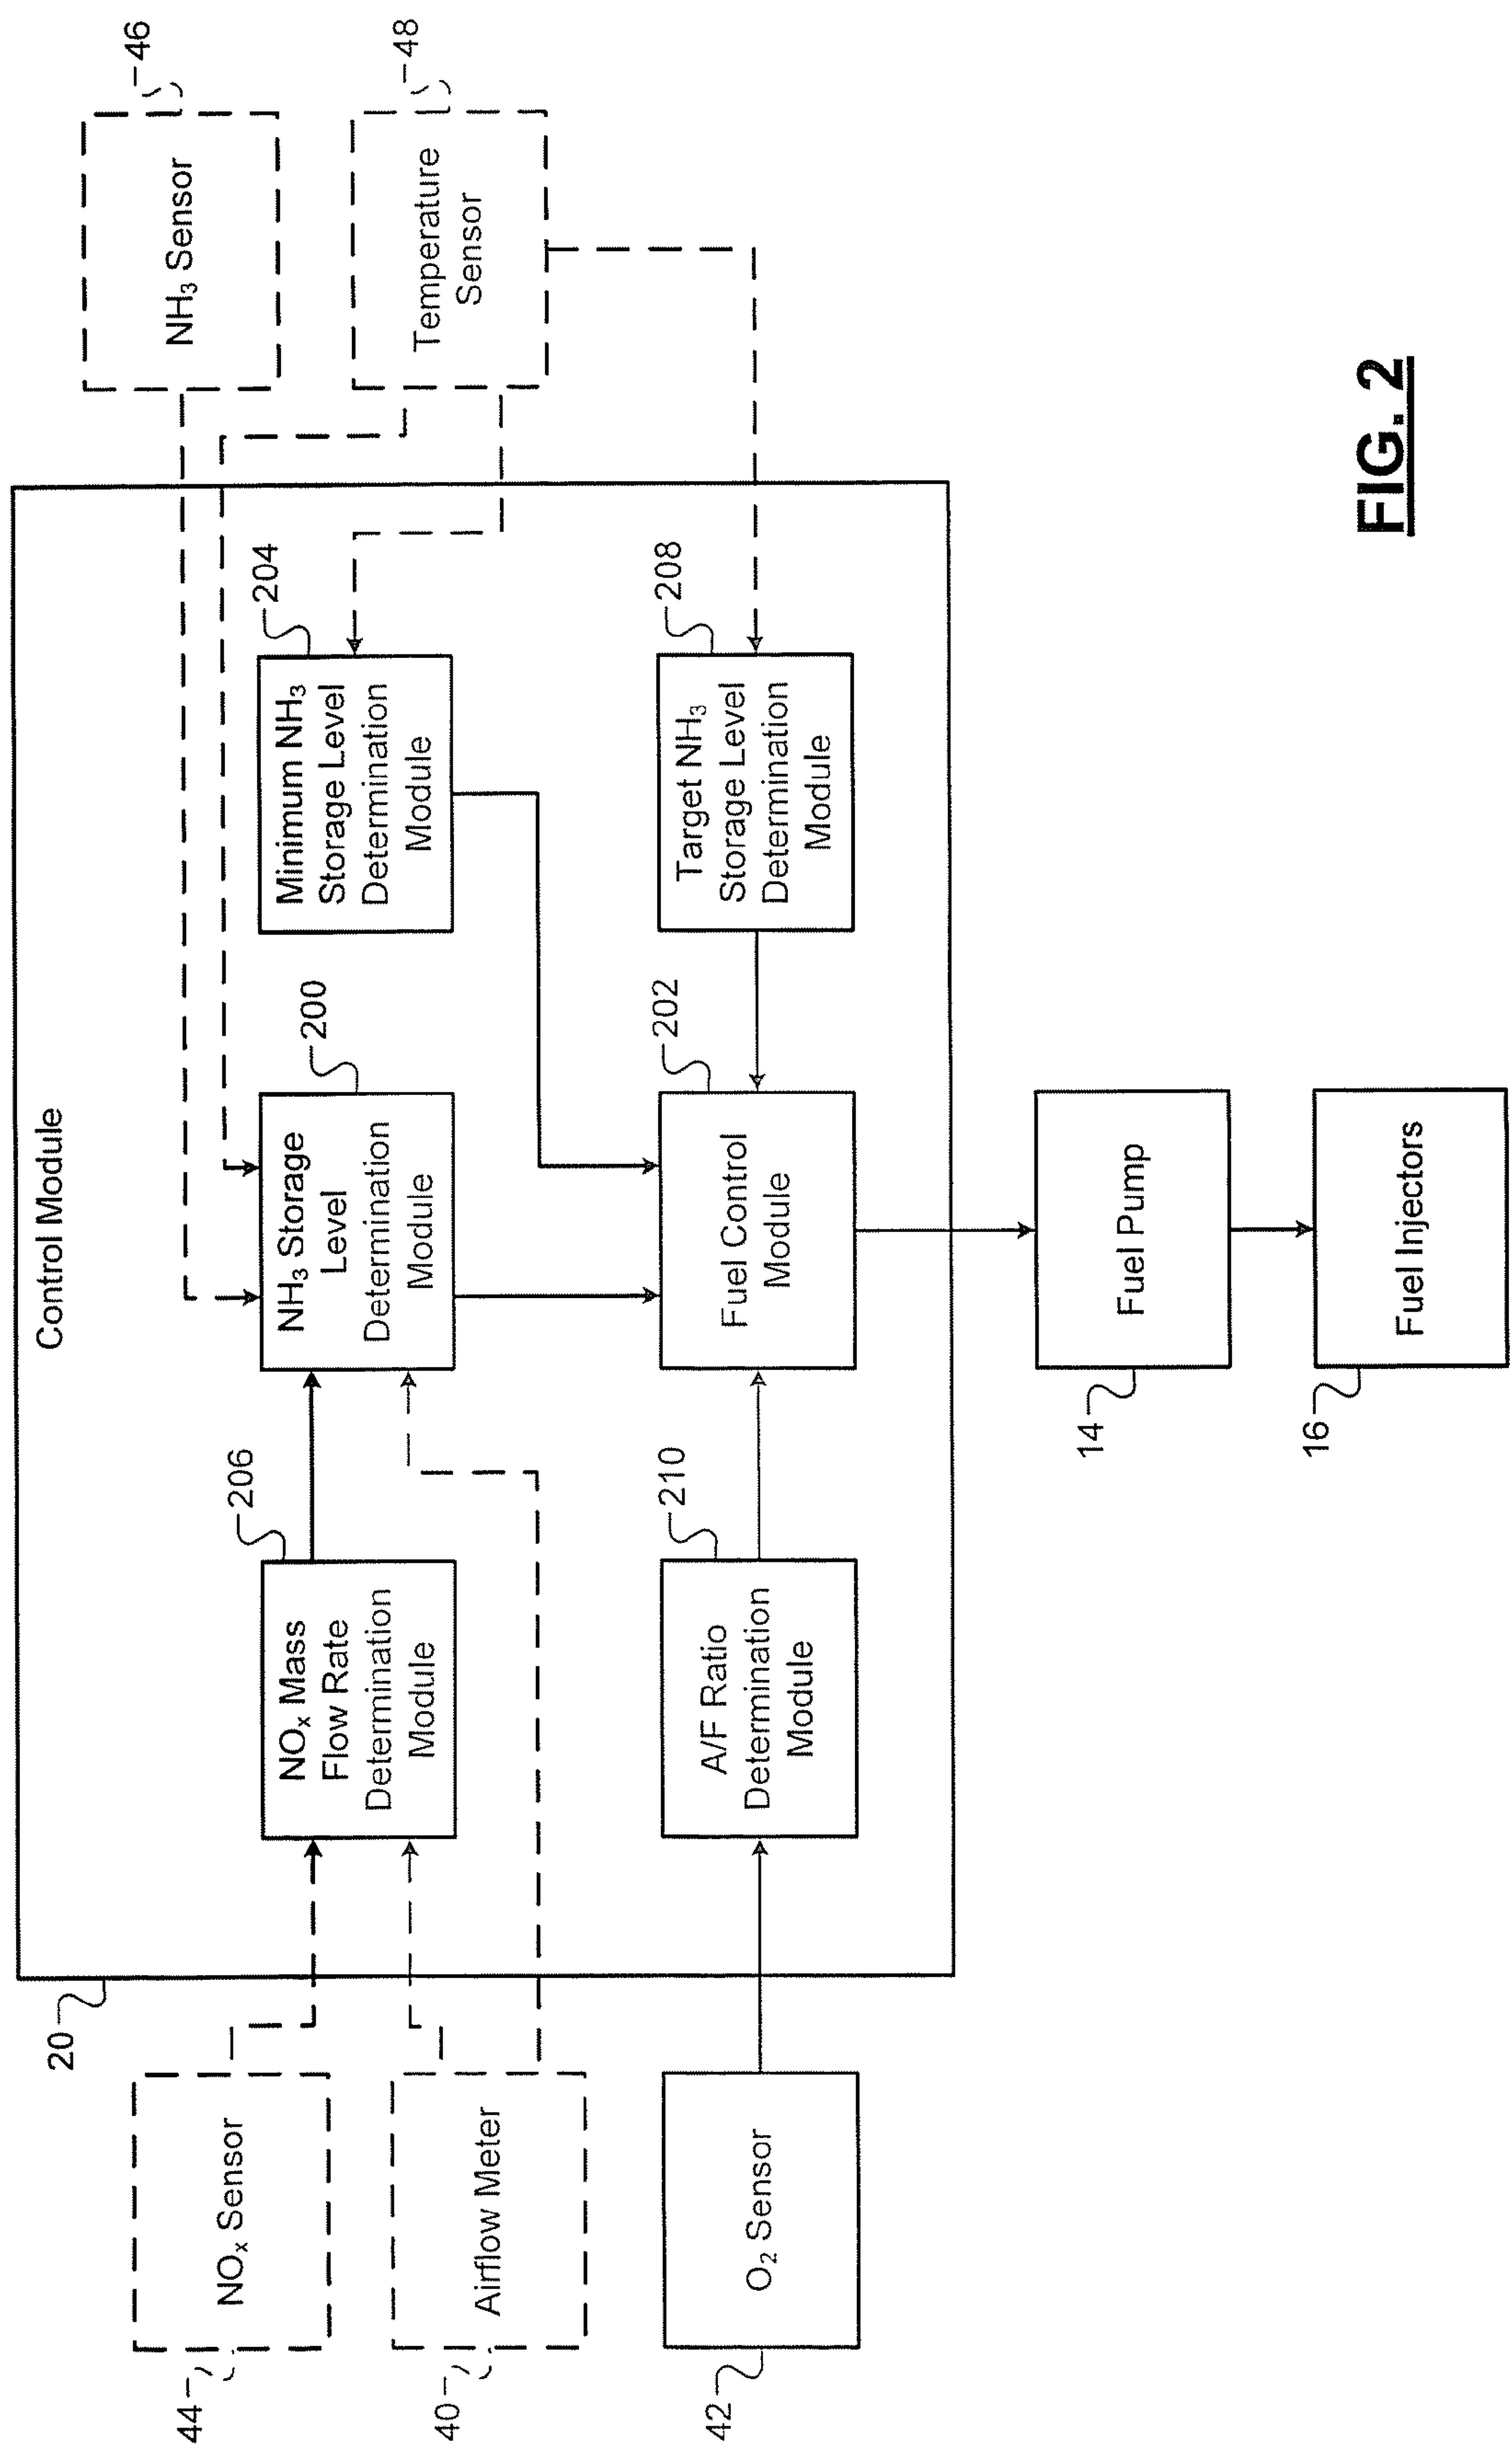 Control Module
20
44
NOₓ Sensor
206
NOₓ Mass
Flow Rate
Determination
Module
200
NH₃ Storage
Level
Determination
Module
204
Minimum NH₃
Storage Level
Determination
Module
NH₃ Sensor
46
40
Airflow Meter
Temperature
Sensor
48
42
O₂ Sensor
210
A/F Ratio
Determination
Module
202
Fuel Control
Module
208
Target NH₃
Storage Level
Determination
Module
14
Fuel Pump
16
Fuel Injectors
FIG. 2